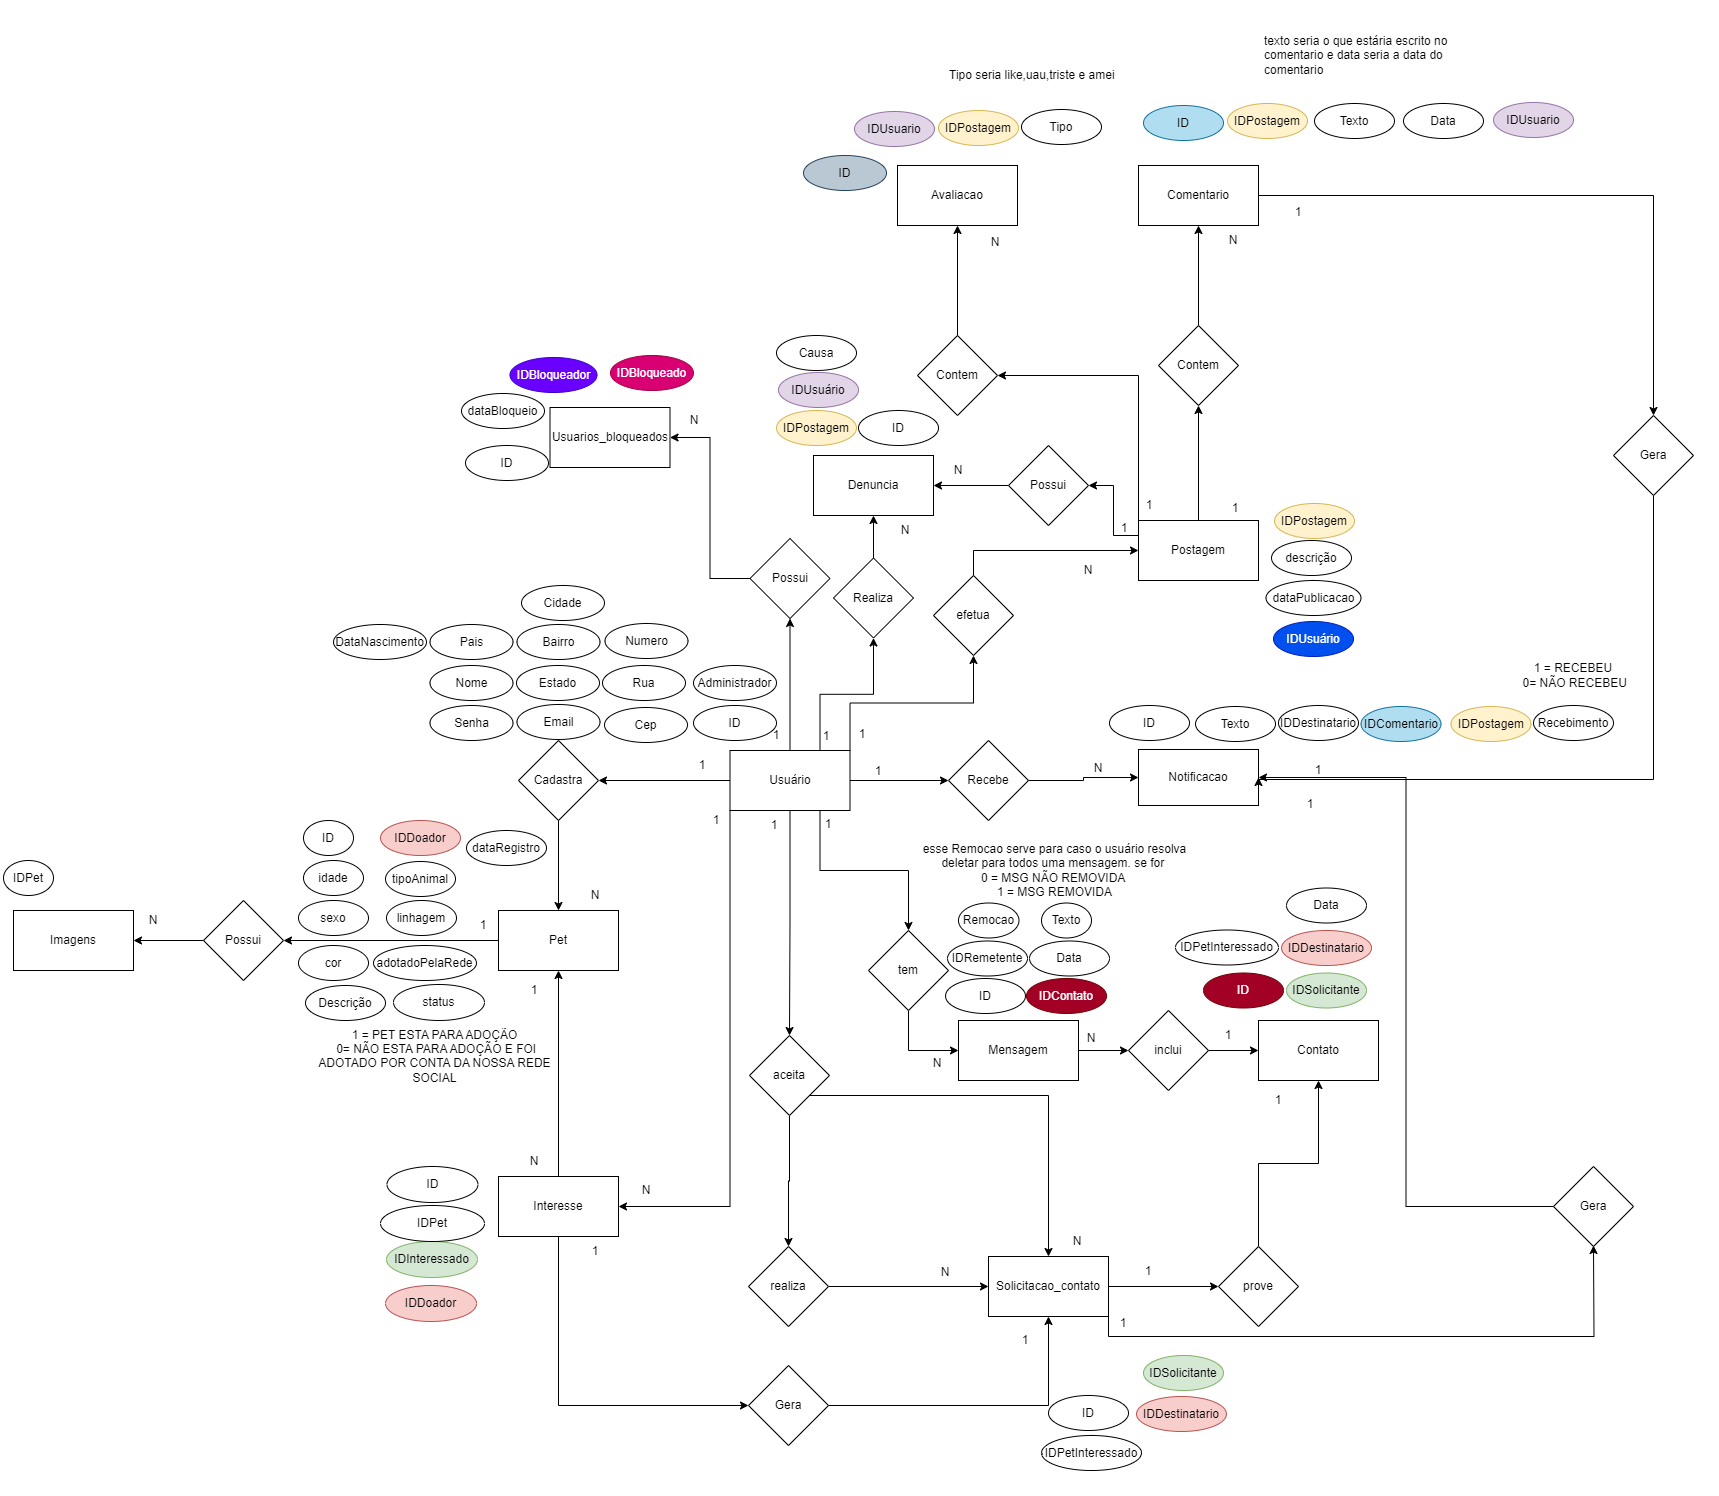 texto seria o que estária escrito no
comentario e data seria a data do
comentario
Tipo seria like,uau,triste e amei
IDUsuario
IDPostagem
Tipo
ID
IDPostagem
Texto
Data
IDUsuario
ID
Avaliacao
Comentario
1
N
N
Causa
Contem
Contem
IDBloqueador
IDBloqueado
IDUsuário
dataBloqueio
N
IDPostagem
ID
Usuarios_bloqueados
Gera
ID
Denuncia
N
Possui
1
1
1
N
IDPostagem
Postagem
descrição
N
Possui
Realiza
dataPublicacao
Cidade
efetua
IDUsuário
DataNascimento
Pais
Bairro
Numero
1 = RECEBEU
0= NÃO RECEBEU
Nome
Estado
Rua
Administrador
Senha
Email
Cep
ID
1
1
1
ID
Texto
IDDestinatario
IDComentario
IDPostagem
Recebimento
Cadastra
1
Usuário
1
Recebe
N
Notificacao
1
1
1
1
1
ID
IDDoador
dataRegistro
esse Remocao serve para caso o usuário resolva
deletar para todos uma mensagem. se for
0 = MSG NÃO REMOVIDA
1 = MSG REMOVIDA
IDPet
idade
tipoAnimal
N
sexo
linhagem
1
N
Remocao
Texto
Data
Imagens
Possui
Pet
IDPetInteressado
IDDestinatario
cor
adotadoPelaRede
tem
IDRemetente
Data
Descrição
status
1
ID
IDContato
ID
IDSolicitante
1 = PET ESTA PARA ADOÇÃO
0= NÃO ESTA PARA ADOÇÃO E FOI
ADOTADO POR CONTA DA NOSSA REDE
SOCIAL
N
Mensagem
N
inclui
1
Contato
aceita
1
N
ID
N
Interesse
Gera
IDPet
1
N
IDInteressado
N
1
realiza
Solicitacao_contato
prove
IDDoador
1
1
IDSolicitante
Gera
ID
IDDestinatario
IDPetInteressado